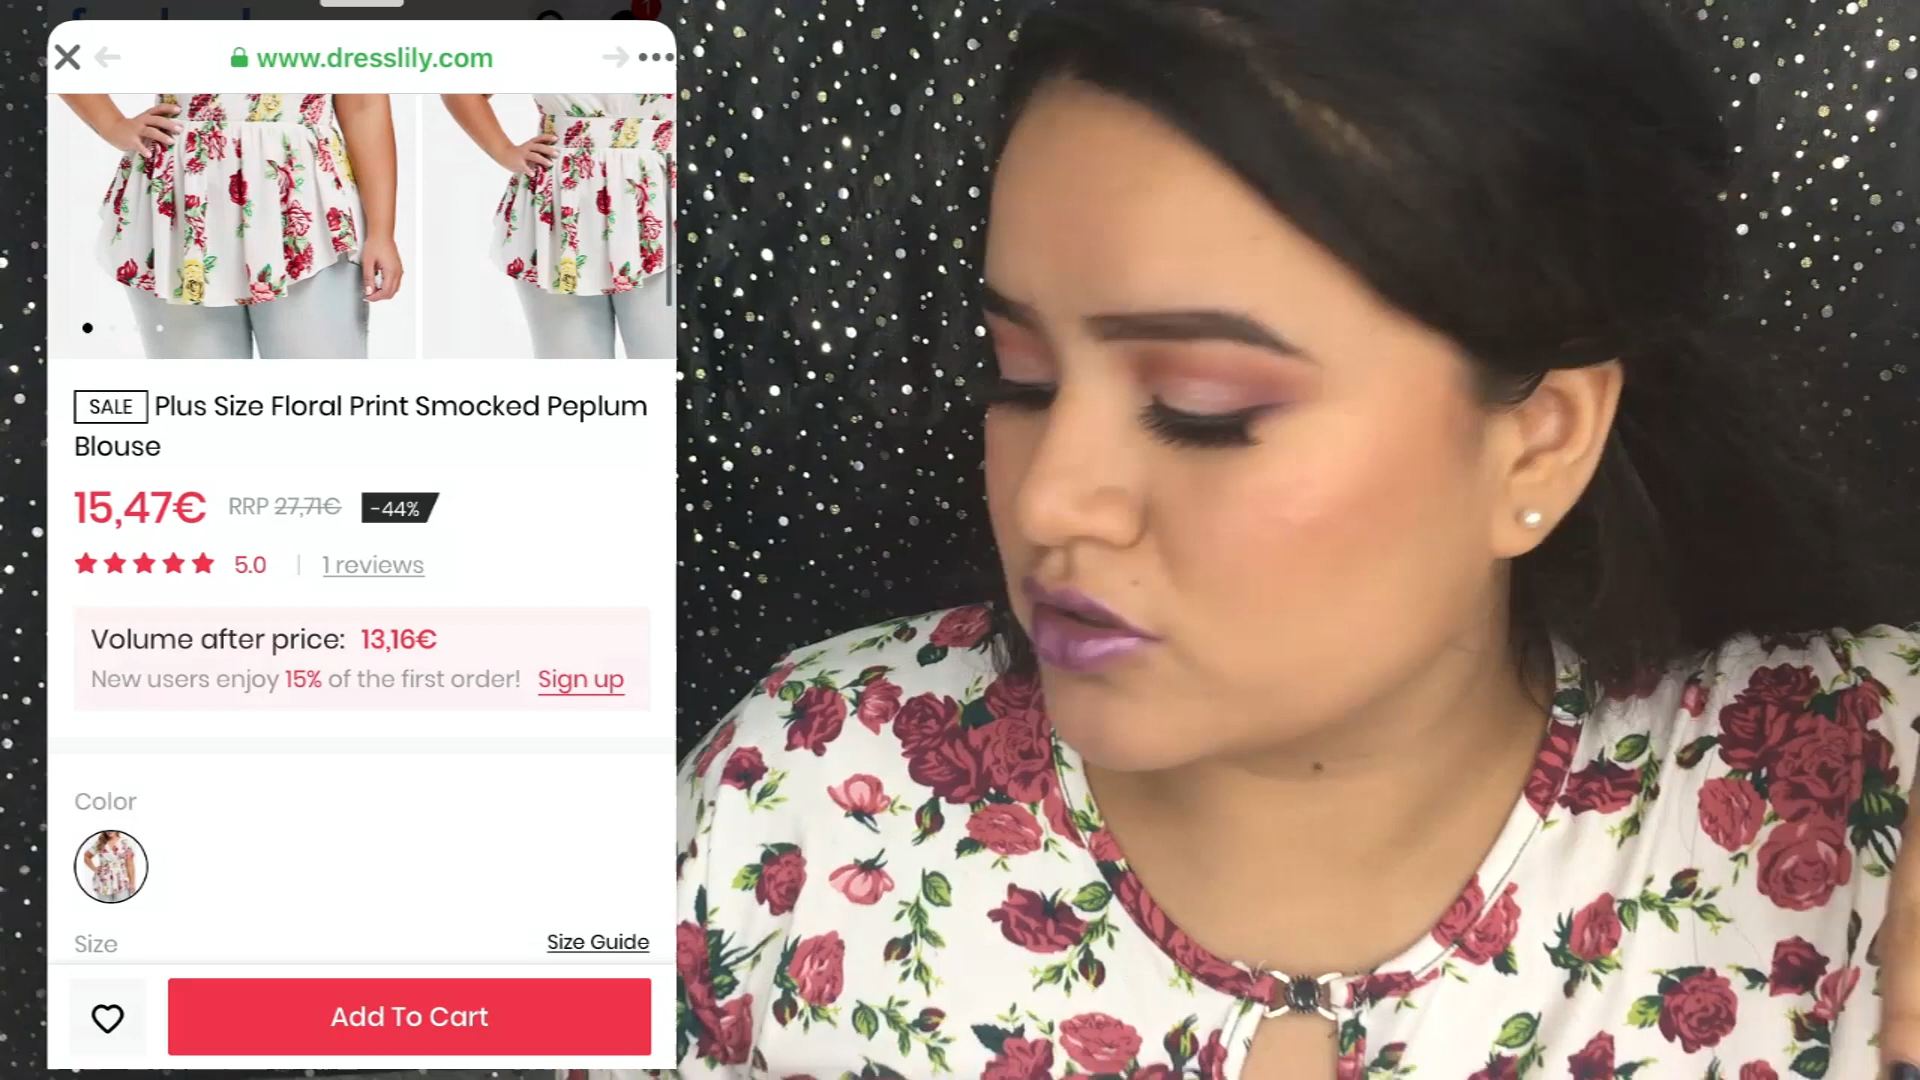 1
www.dresslily.com
SALE Plus Size Floral Print Smocked Peplum
Blouse
15,47€ RRP 27,71€ -44%
5.0 | 1 reviews
Volume after price: 13,16€
New users enjoy 15% of the first order! Sign up
Color
Size Size Guide
Add To Cart